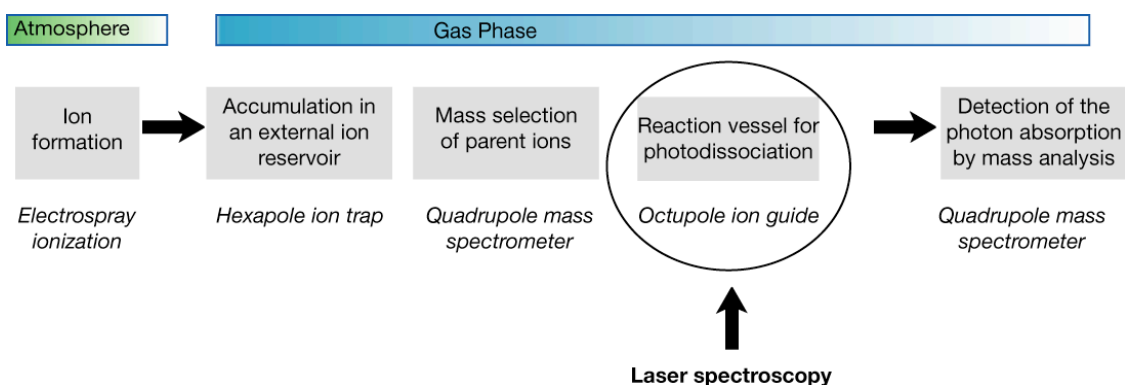 Atmosphere
Gas Phase
Ion
formation
Accumulation in
an external ion
reservoir
Mass selection
of parent ions
Reaction vessel for
photodissociation
Detection of the
photon absorption
by mass analysis
Electrospray
ionization
Hexapole ion trap
Quadrupole mass
spectrometer
Octupole ion guide
Quadrupole mass
spectrometer
Laser spectroscopy